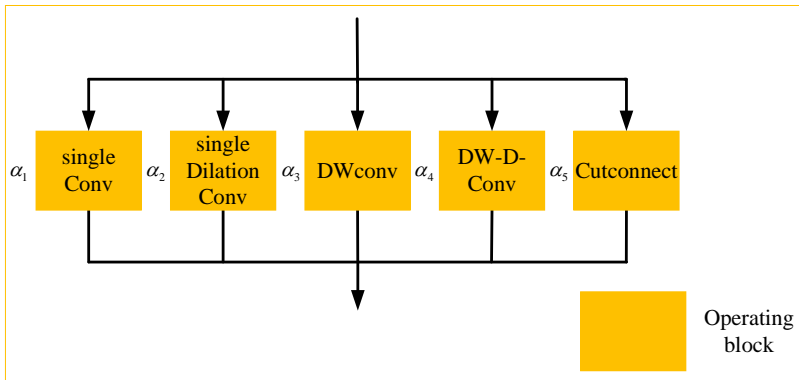 α1
single
Conv
α2
single
Dilation
Conv
α3
DWconv
α4
DW-D-
Conv
α5
Cutconnect
Operating
block